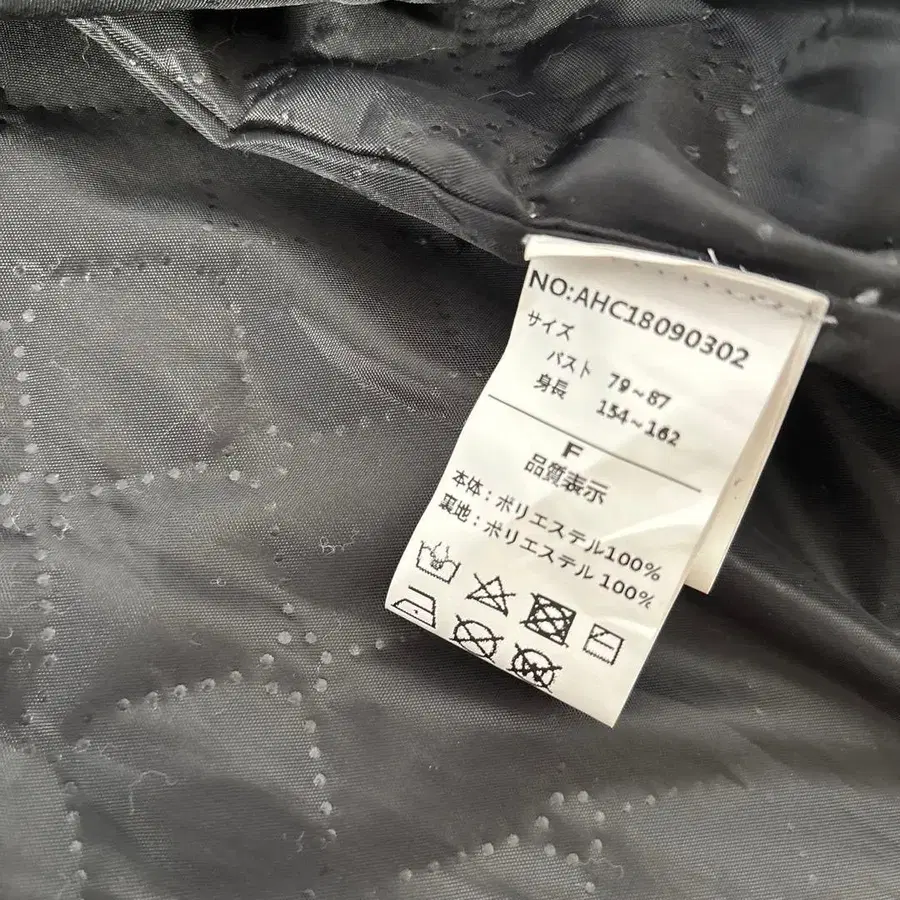 NO:AHC18090302
サイズ
バスト 79~87
身長 154~162
F
品質表示
本体:ポリエステル100%
裏地:ポリエステル100%